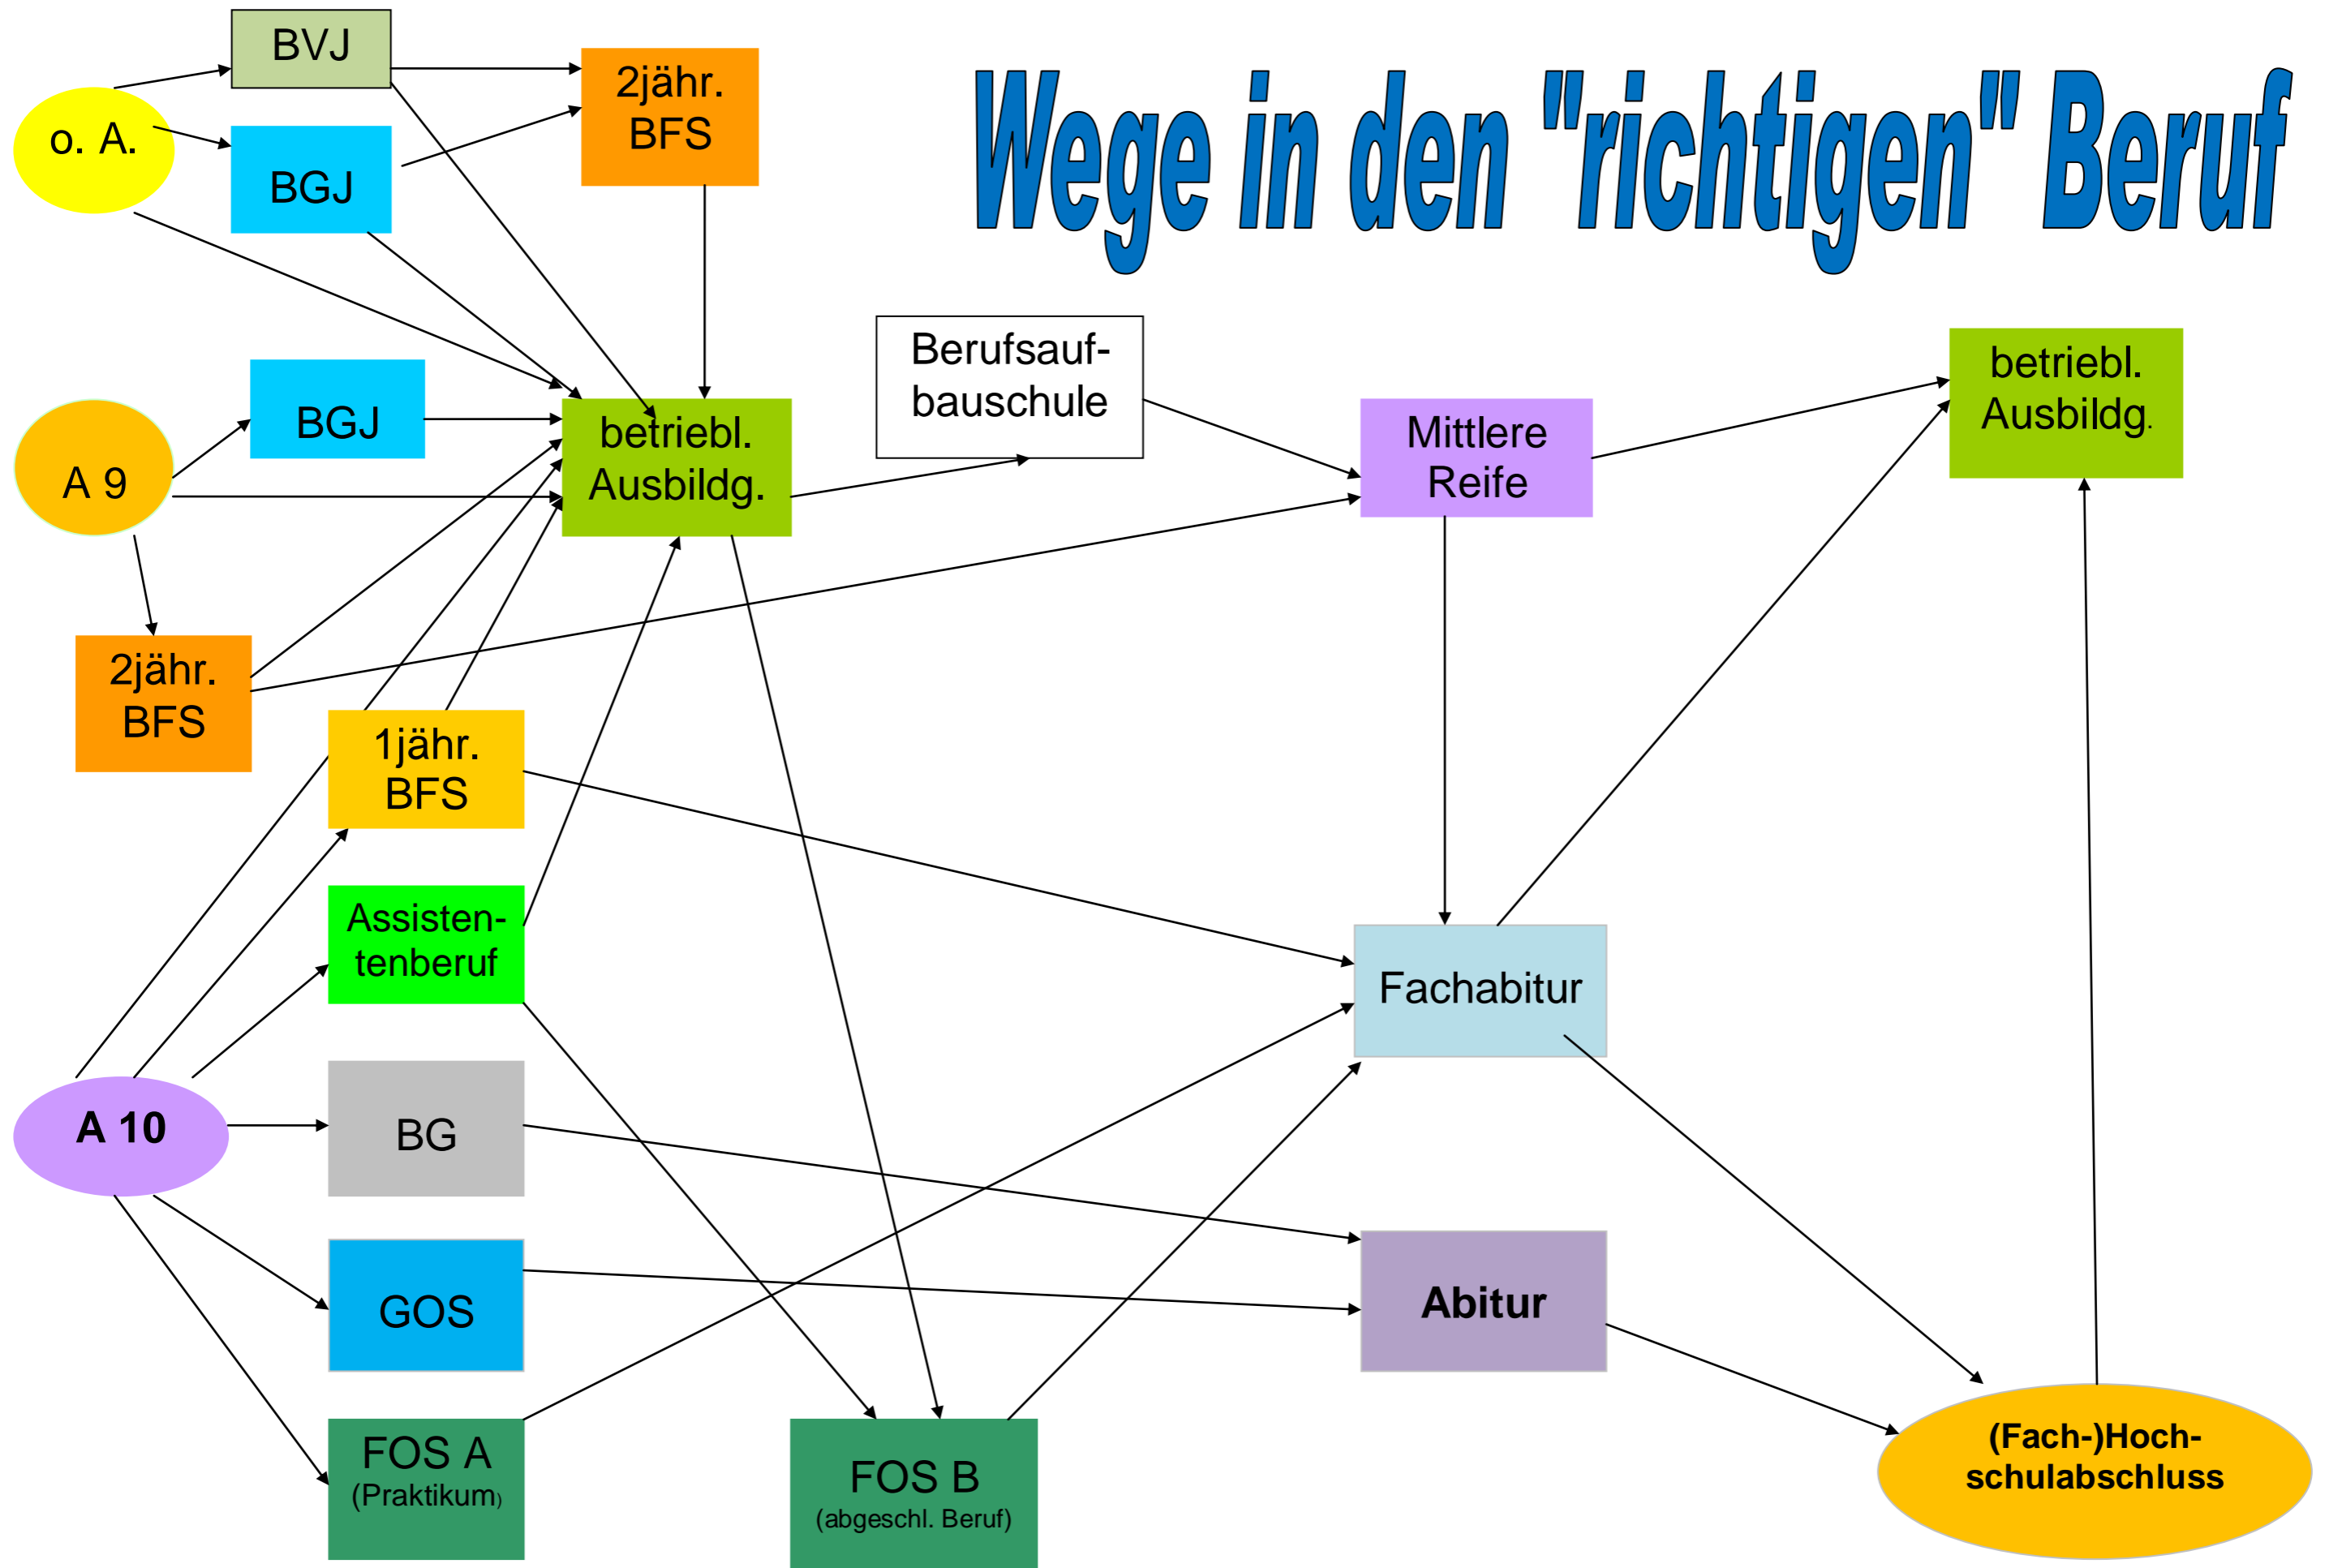 Wege in den "richtigen" Beruf
BVJ
2jähr.
BFS
o. A.
BGJ
Berufsauf-
bauschule
betriebl.
Ausbildg.
BGJ
A 9
betriebl.
Ausbildg.
Mittlere
Reife
2jähr.
BFS
1jähr.
BFS
Assisten-
tenberuf
Fachabitur
A 10
BG
GOS
Abitur
FOS A
(Praktikum)
FOS B
(abgeschl. Beruf)
(Fach-)Hoch-
schulabschluss